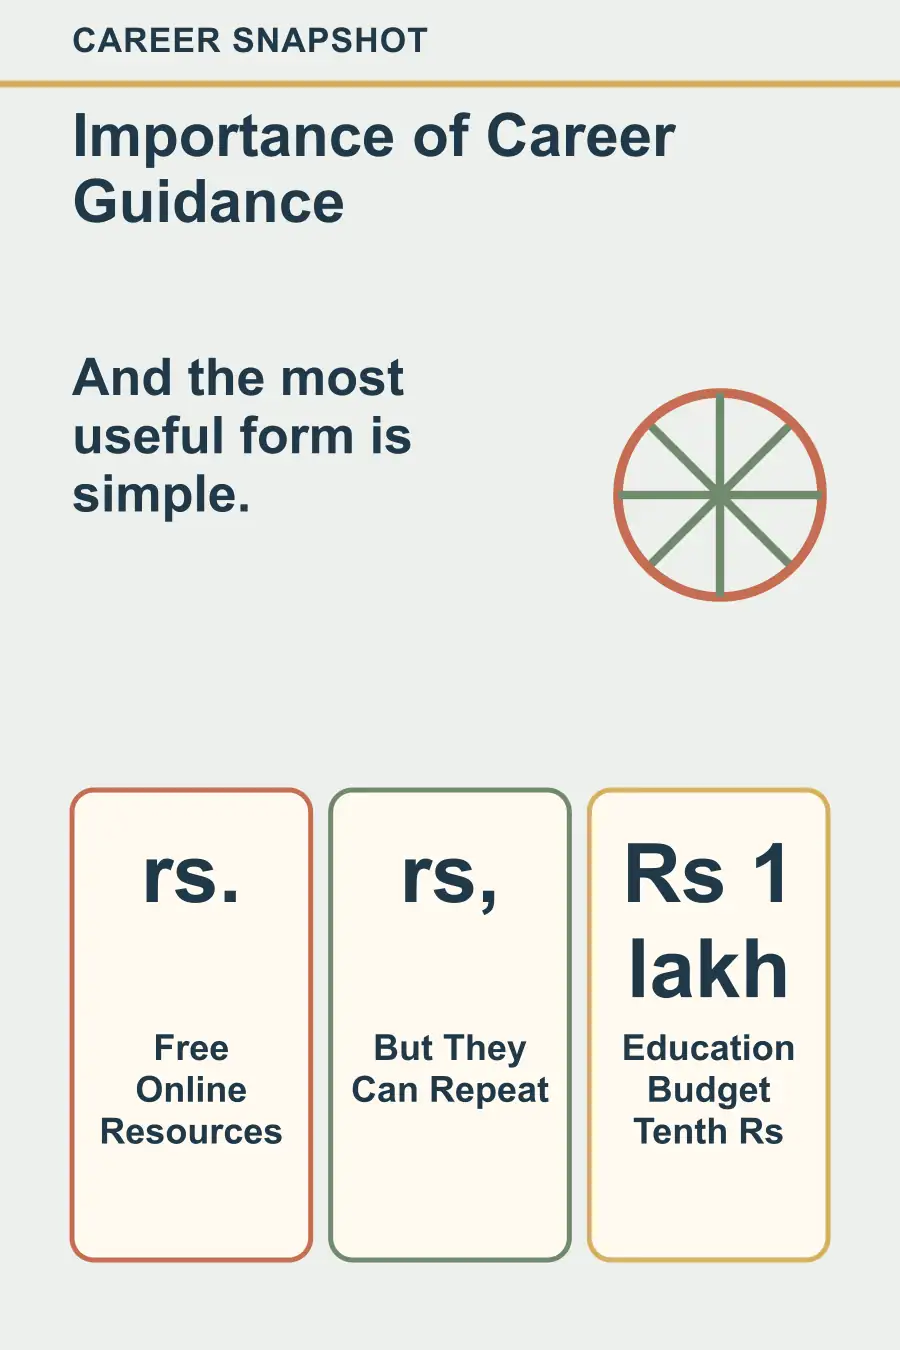 CAREER SNAPSHOT
Importance of Career
Guidance
And the most
useful form is
simple.
rs.
Free
Online
Resources
rs,
But They
Can Repeat
Rs 1
lakh
Education
Budget
Tenth Rs